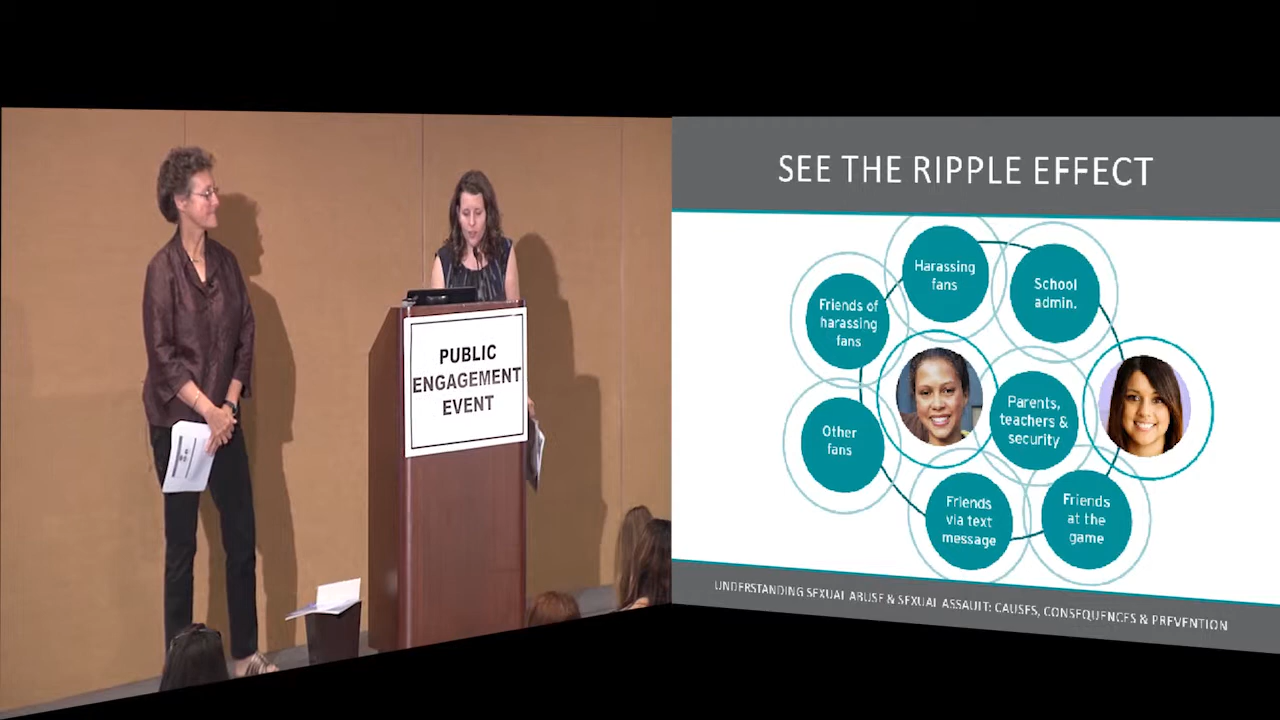 PUBLIC
ENGAGEMENT
EVENT
SEE THE RIPPLE EFFECT
Harassing
fans
School
admin.
Friends of
harassing
fans
Parents,
teachers &
security
Other
fans
Friends
via text
message
Friends
at the
game
UNDERSTANDING SEXUAL ABUSE & SEXUAL ASSAULT: CAUSES, CONSEQUENCES & PREVENTION